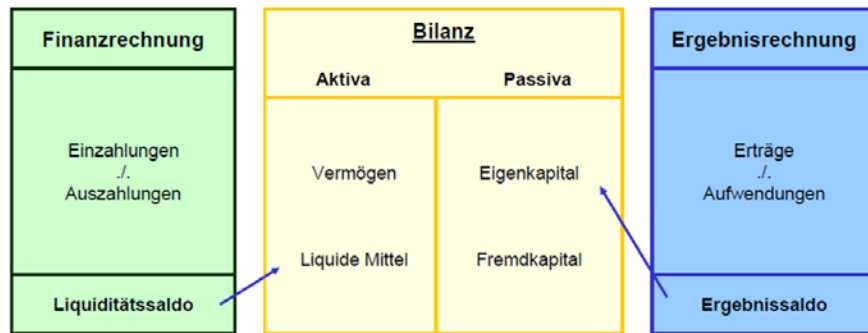 Finanzrechnung
Einzahlungen
./.
Auszahlungen
Liquiditätssaldo
Bilanz
Aktiva
Passiva
Vermögen
Eigenkapital
Liquide Mittel
Fremdkapital
Ergebnisrechnung
Erträge
./.
Aufwendungen
Ergebnissaldo